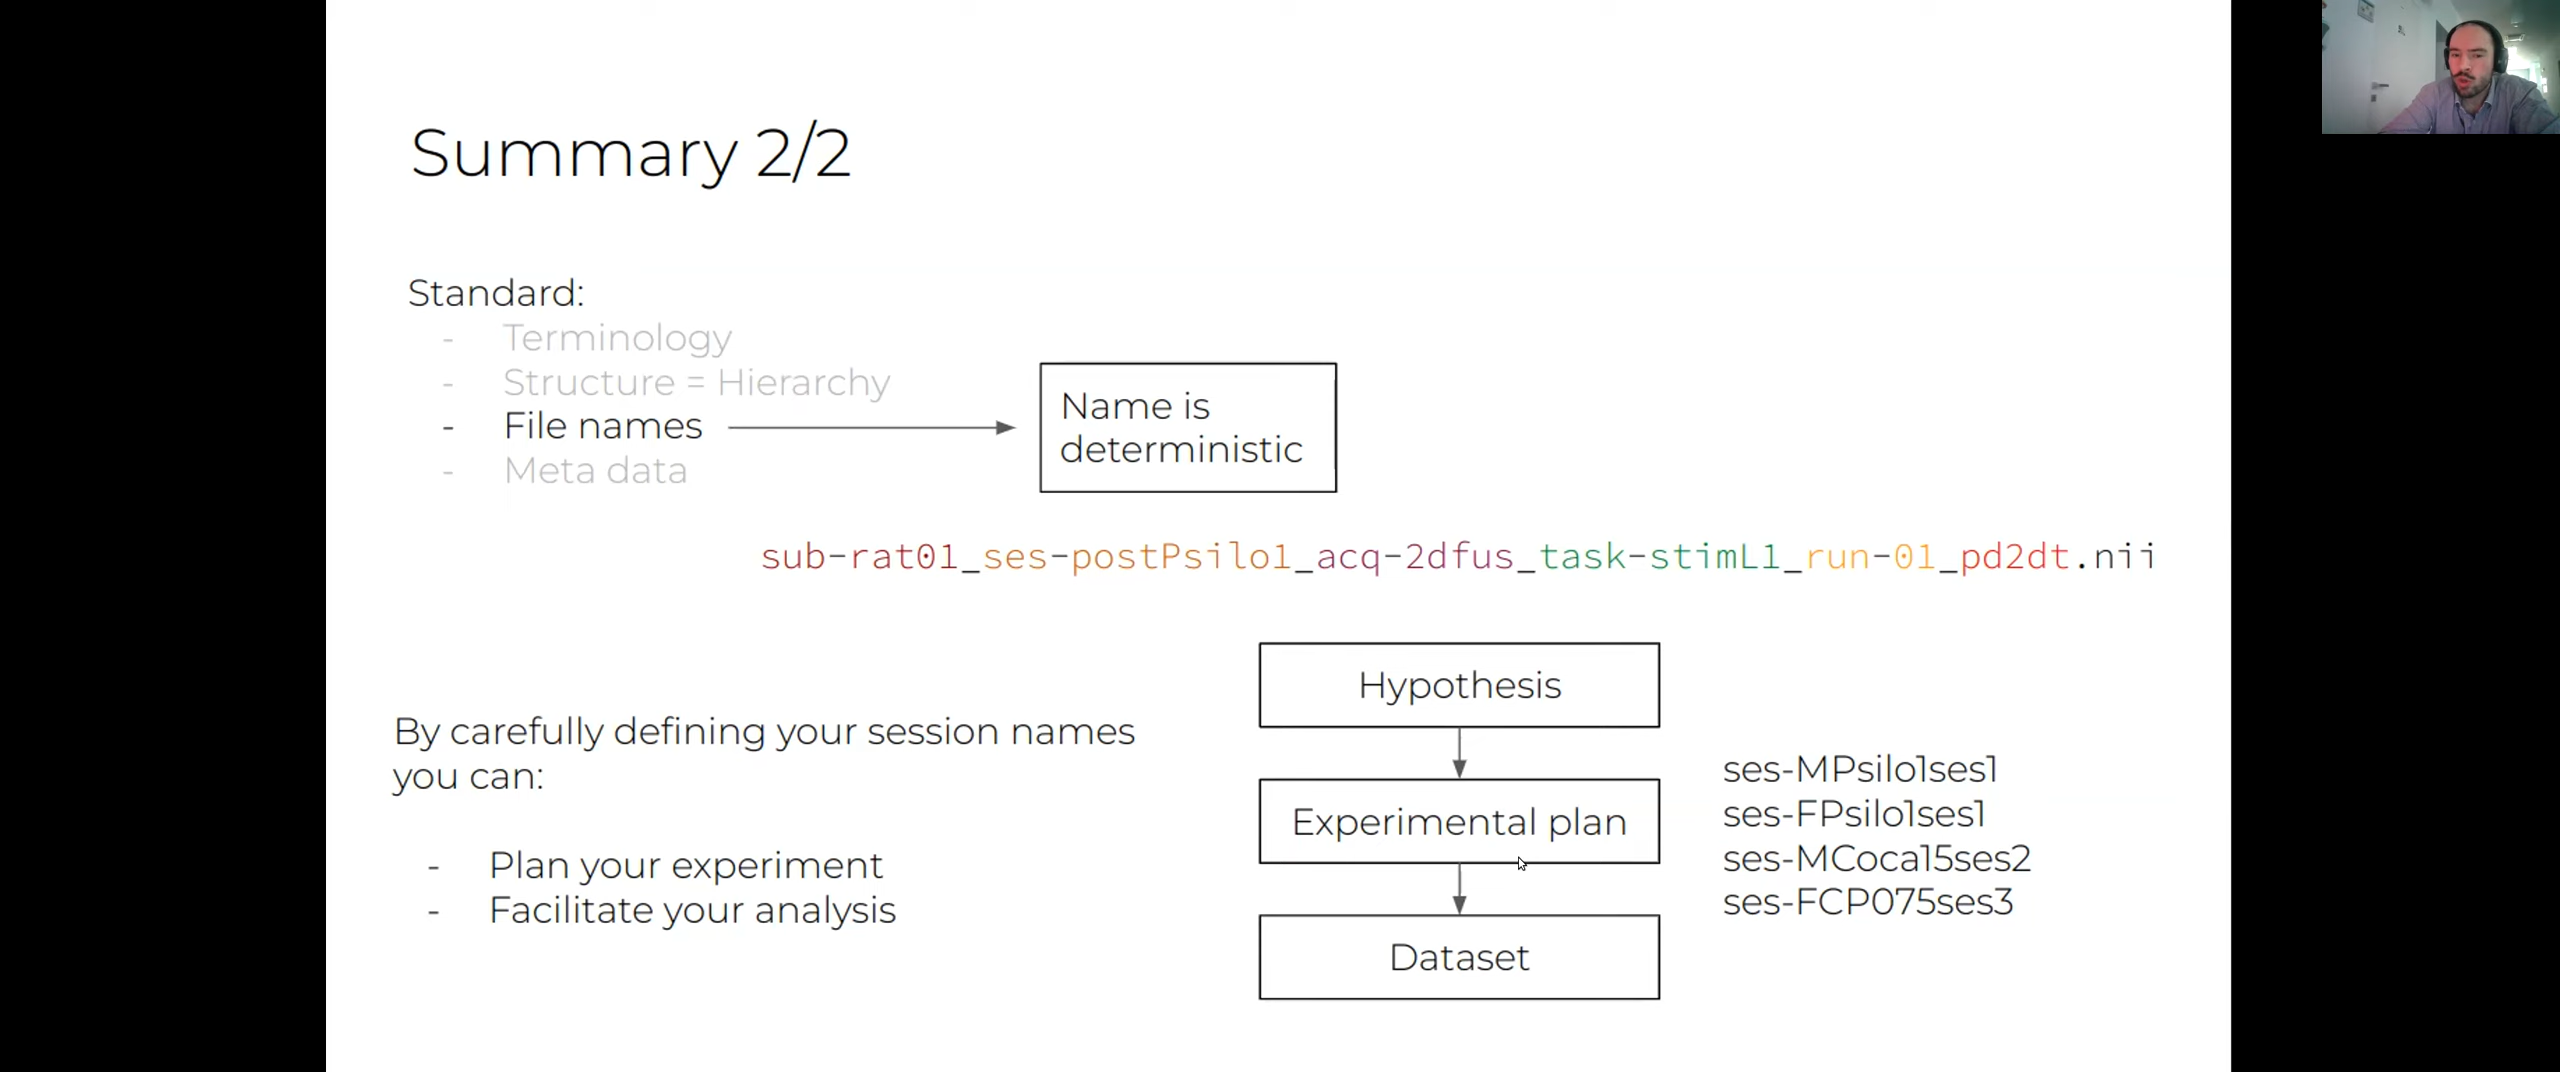 Summary 2/2
Standard:
- Terminology
- Structure = Hierarchy
- File names
- Meta data
Name is
deterministic
sub-rat01_ses-postPsilo1_acq-2dfus_task-stimL1_run-01_pd2dt.nii
By carefully defining your session names
you can:
- Plan your experiment
- Facilitate your analysis
Hypothesis
Experimental plan
Dataset
ses-MPsilo1ses1
ses-FPsilo1ses1
ses-MCoca15ses2
ses-FCP075ses3